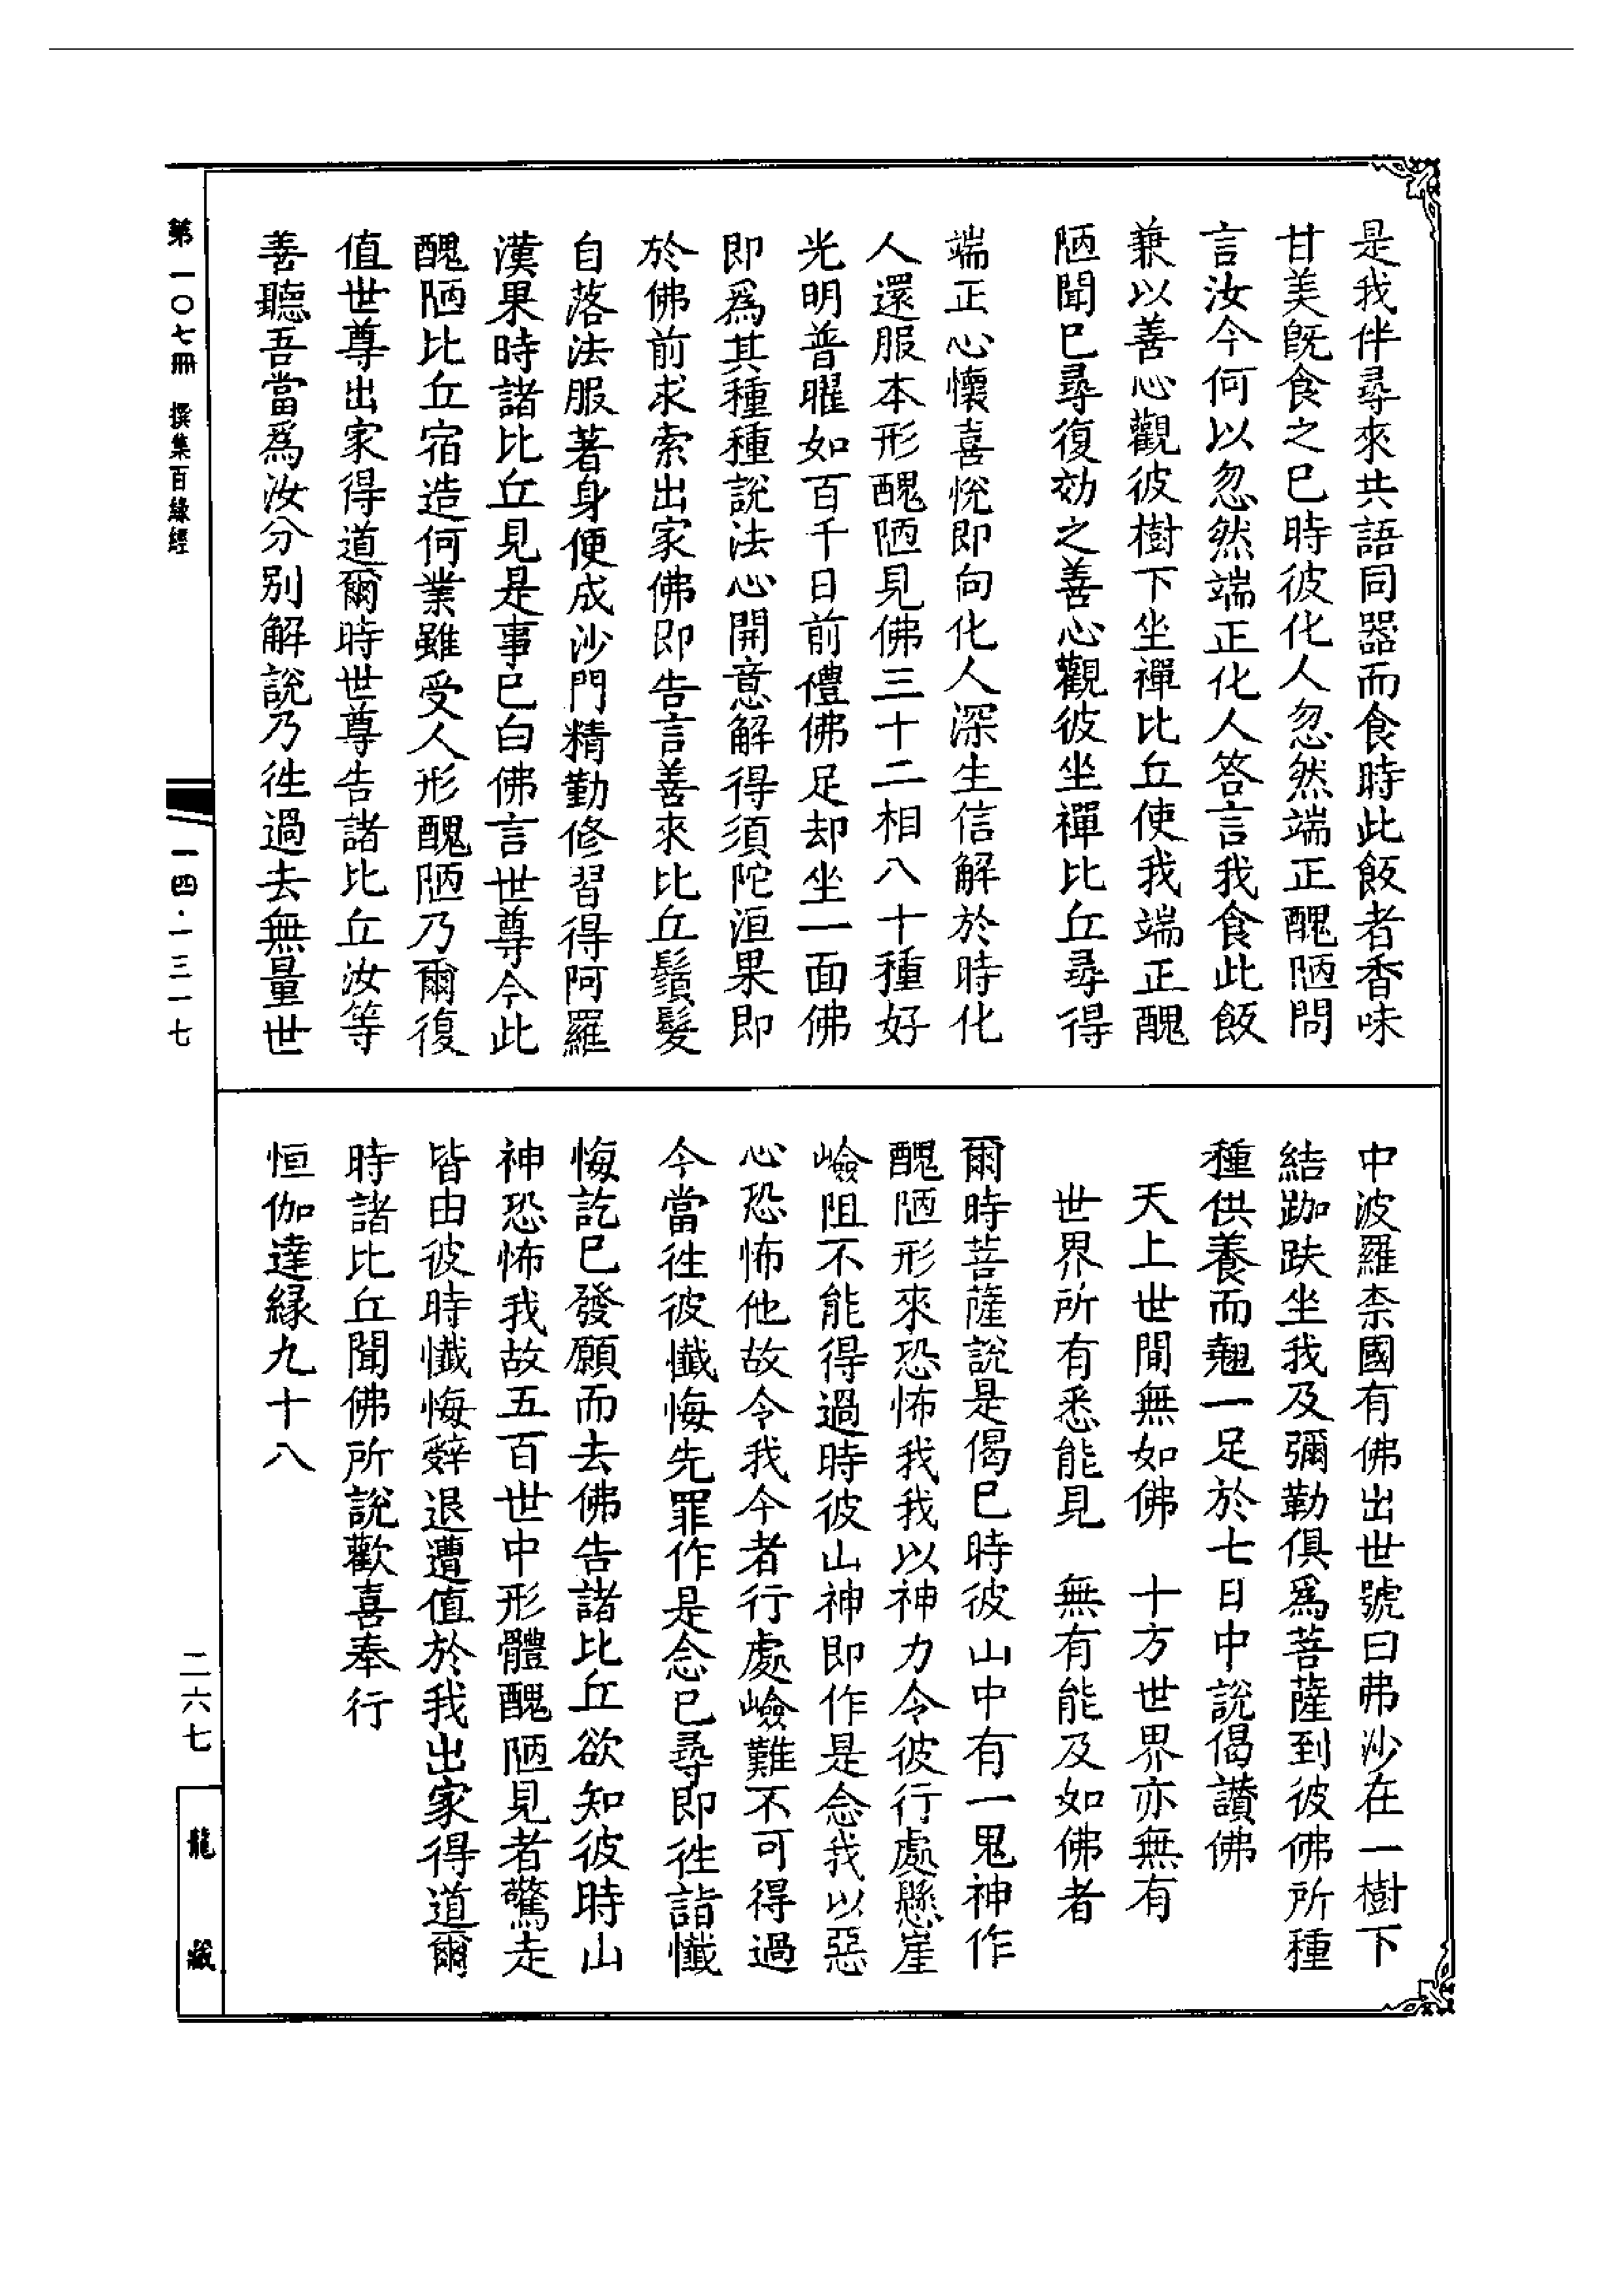 是我伴尋來共語同器而食時此飯者香味
甘美旣食之已時彼化人忽然端正醜陋問
言汝今何以忽然端正化人答言我食此飯
兼以善心觀彼樹下坐禪比丘使我端正醜
陋聞已尋復効之善心觀彼坐禪比丘尋得
端正心懷喜悅即向化人深生信解於時化
人還服本形醜陋見佛三十二相八十種好
光明普曜如百千日前禮佛足却坐一面佛
即爲其種種說法心開意解得須陀洹果即
於佛前求索出家佛即告言善來比丘鬚髮
自落法服著身便成沙門精勤修習得阿羅
漢果時諸比丘見是事已白佛言世尊今此
醜陋比丘宿造何業雖受人形醜陋乃爾復
值世尊出家得道爾時世尊告諸比丘汝等
善聽吾當爲汝分別解說乃徃過去無量世
中波羅柰國有佛出世號曰弗沙在一樹下
結跏趺坐我及彌勒俱爲菩薩到彼佛所種
種供養而翹一足於七日中說偈讃佛
天上世間無如佛　十方世界亦無有
世界所有悉能見　無有能及如佛者
爾時菩薩說是偈已時彼山中有一鬼神作
醜陋形來恐怖我我以神力令彼行處懸崖
嶮阻不能得過時彼山神即作是念我以惡
心恐怖他故令我今者行處嶮難不可得過
今當徃彼懺悔先罪作是念已尋即徃詣懺
悔訖已發願而去佛告諸比丘欲知彼時山
神恐怖我故五百世中形體醜陋見者驚走
皆由彼時懺悔辭退遭值於我出家得道爾
時諸比丘聞佛所說歡喜奉行
恒伽達緣九十八
第一〇七冊　撰集百緣經
一四·一三一七
二六七
龍藏